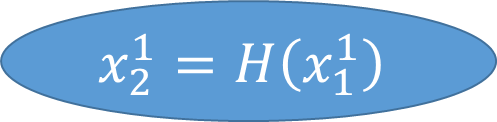 $x_2^1 = H(x_1^1)$